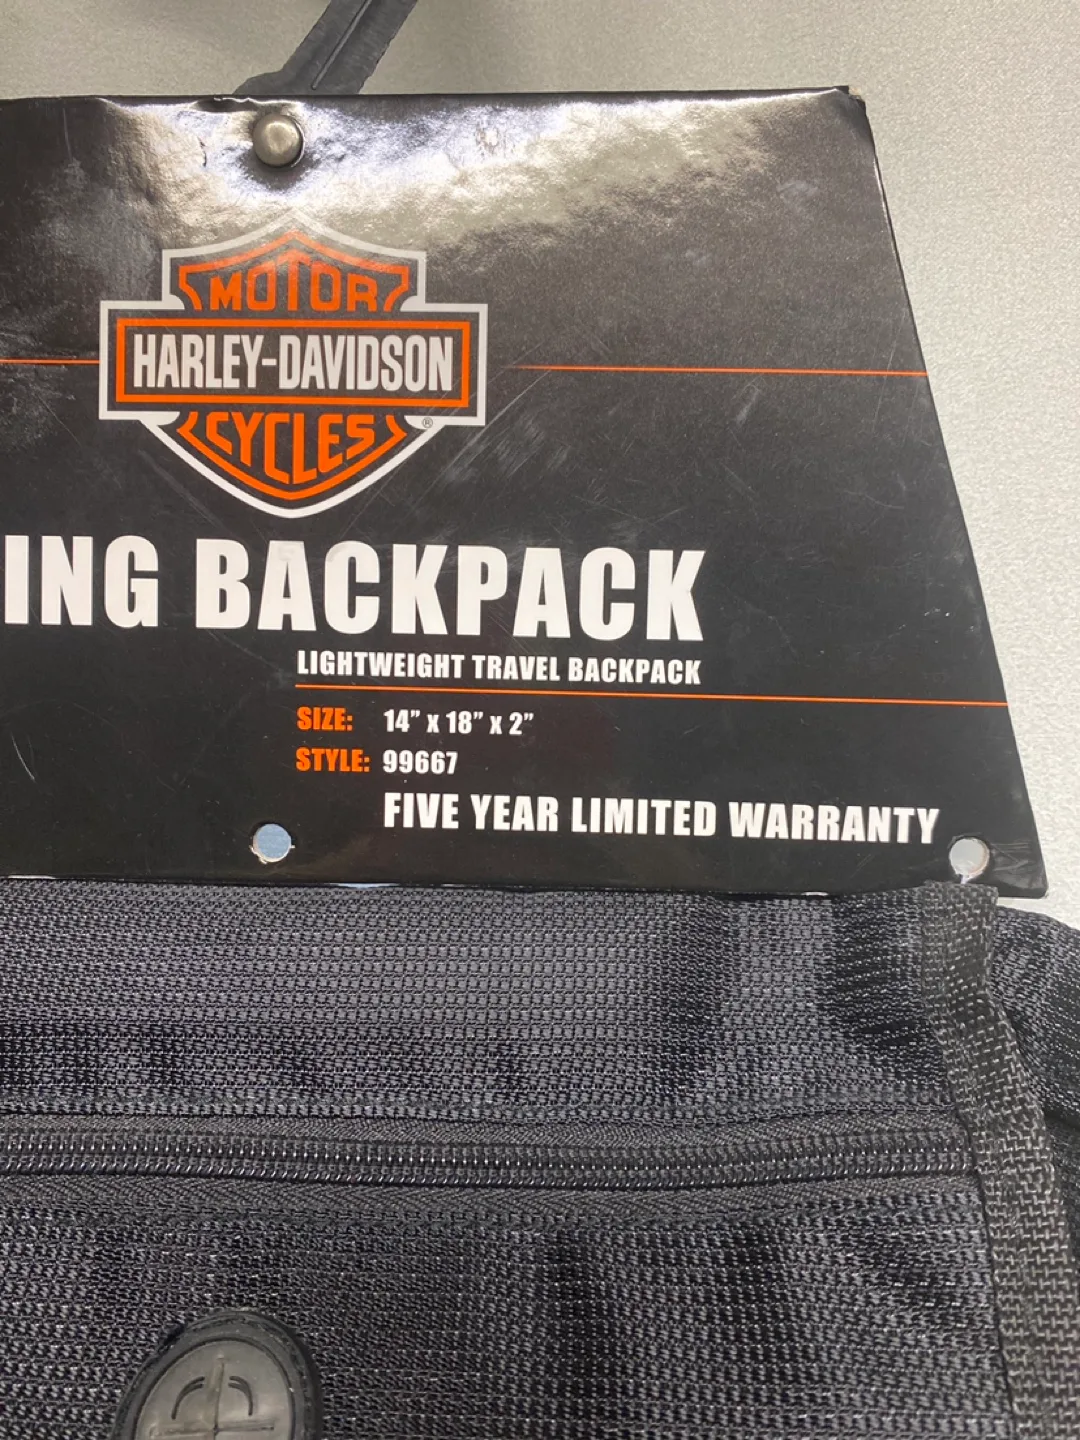 MOTOR
HARLEY-DAVIDSON
CYCLES®
ING BACKPACK
LIGHTWEIGHT TRAVEL BACKPACK
SIZE: 14" x 18" x 2"
STYLE: 99667
FIVE YEAR LIMITED WARRANTY